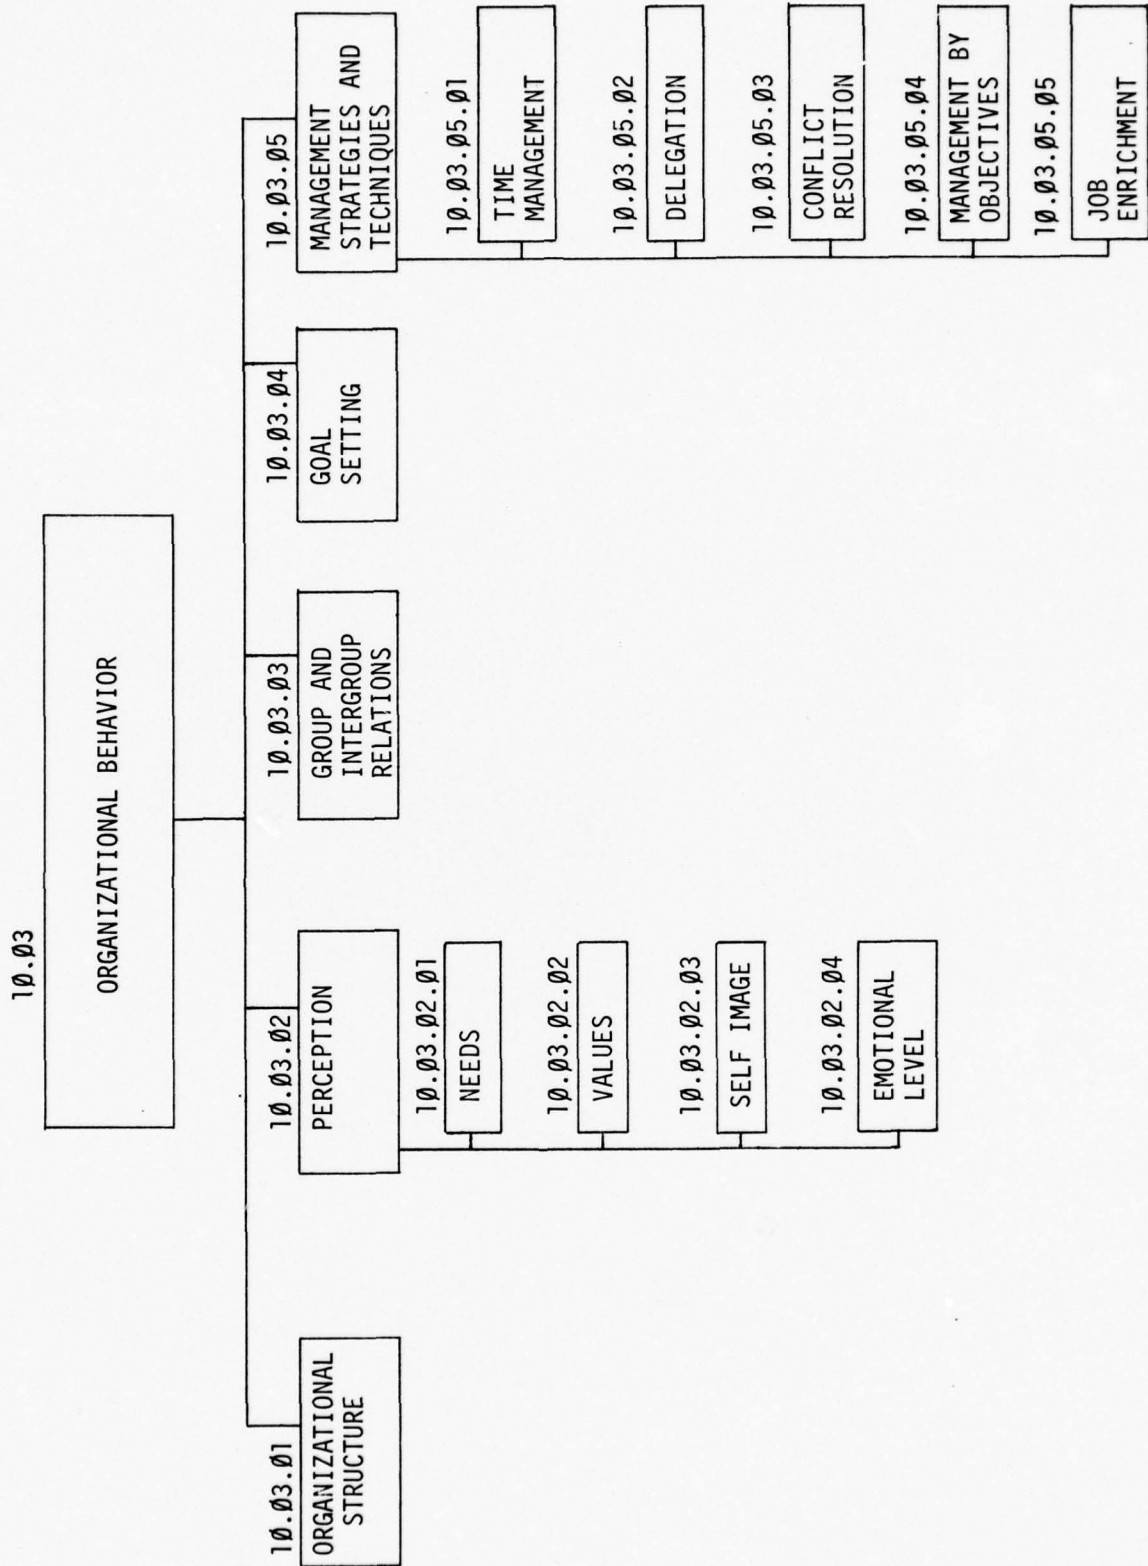 1Ø.Ø3
ORGANIZATIONAL BEHAVIOR
1Ø.Ø3.Ø1
ORGANIZATIONAL
STRUCTURE
1Ø.Ø3.Ø2
PERCEPTION
1Ø.Ø3.Ø2.Ø1
NEEDS
1Ø.Ø3.Ø2.Ø2
VALUES
1Ø.Ø3.Ø2.Ø3
SELF IMAGE
1Ø.Ø3.Ø2.Ø4
EMOTIONAL
LEVEL
1Ø.Ø3.Ø3
GROUP AND
INTERGROUP
RELATIONS
1Ø.Ø3.Ø4
GOAL
SETTING
1Ø.Ø3.Ø5
MANAGEMENT
STRATEGIES AND
TECHNIQUES
1Ø.Ø3.Ø5.Ø1
TIME
MANAGEMENT
1Ø.Ø3.Ø5.Ø2
DELEGATION
1Ø.Ø3.Ø5.Ø3
CONFLICT
RESOLUTION
1Ø.Ø3.Ø5.Ø4
MANAGEMENT BY
OBJECTIVES
1Ø.Ø3.Ø5.Ø5
JOB
ENRICHMENT